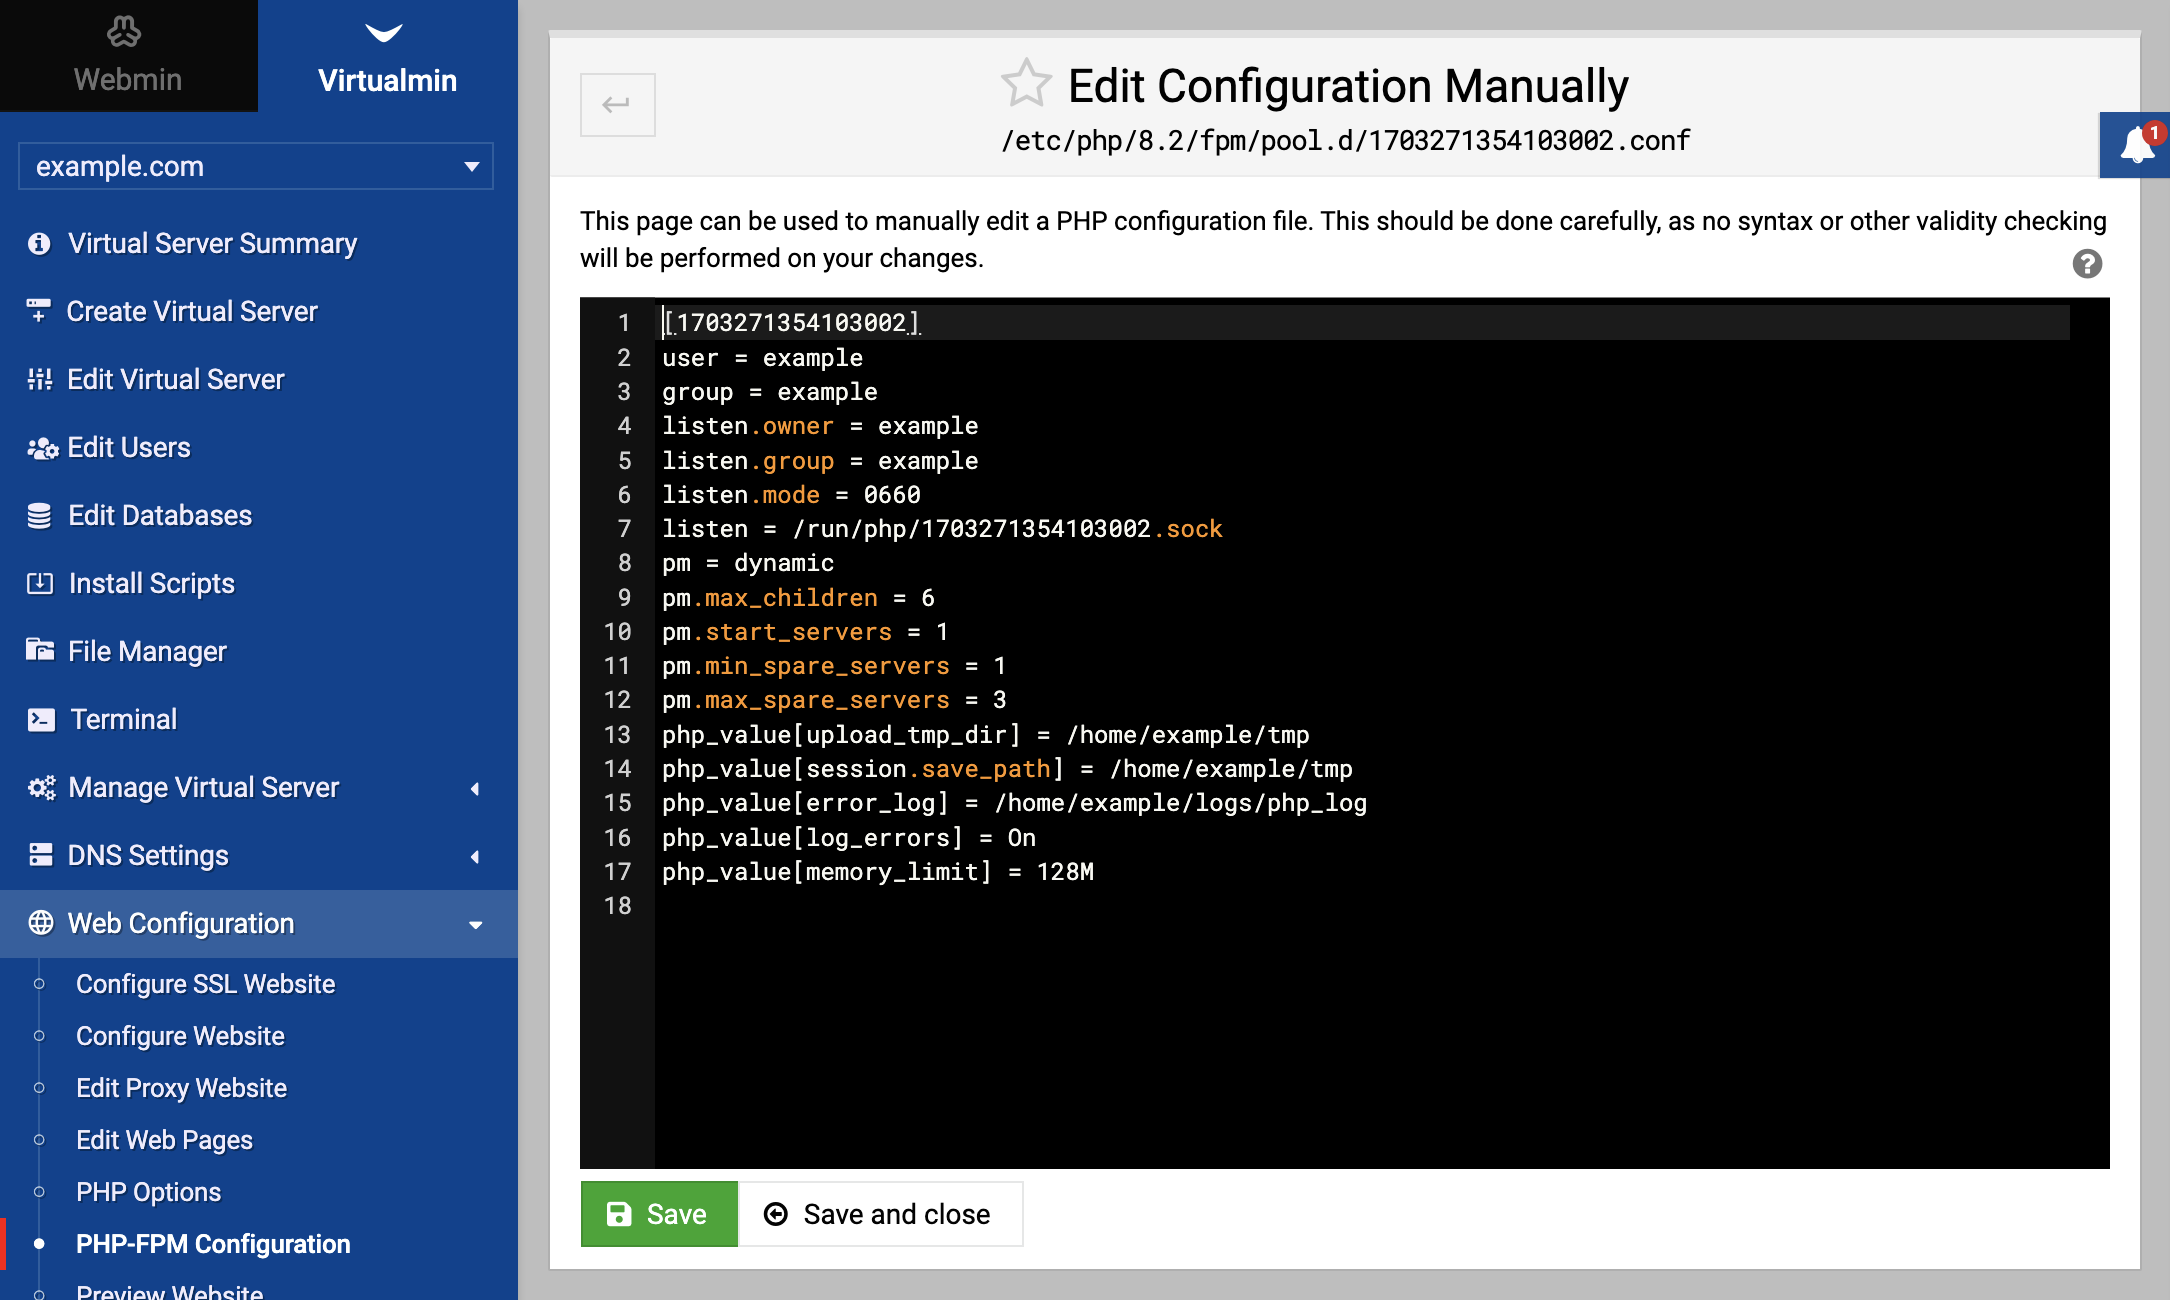 Webmin
Virtualmin
example.com
Virtual Server Summary
Create Virtual Server
Edit Virtual Server
Edit Users
Edit Databases
Install Scripts
File Manager
Terminal
Manage Virtual Server
DNS Settings
Web Configuration
Configure SSL Website
Configure Website
Edit Proxy Website
Edit Web Pages
PHP Options
PHP-FPM Configuration
Preview Website
Edit Configuration Manually
/etc/php/8.2/fpm/pool.d/1703271354103002.conf
1
This page can be used to manually edit a PHP configuration file. This should be done carefully, as no syntax or other validity checking
will be performed on your changes.
?
1 [1703271354103002]
2 user = example
3 group = example
4 listen.owner = example
5 listen.group = example
6 listen.mode = 0660
7 listen = /run/php/1703271354103002.sock
8 pm = dynamic
9 pm.max_children = 6
10 pm.start_servers = 1
11 pm.min_spare_servers = 1
12 pm.max_spare_servers = 3
13 php_value[upload_tmp_dir] = /home/example/tmp
14 php_value[session.save_path] = /home/example/tmp
15 php_value[error_log] = /home/example/logs/php_log
16 php_value[log_errors] = On
17 php_value[memory_limit] = 128M
18
Save
Save and close